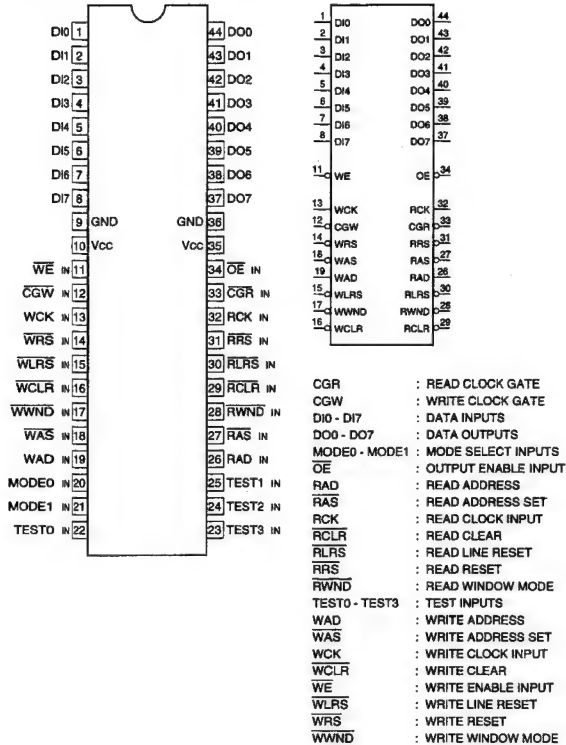 DI0 1 44 DO0
DI1 2 43 DO1
DI2 3 42 DO2
DI3 4 41 DO3
DI4 5 40 DO4
DI5 6 39 DO5
DI6 7 38 DO6
DI7 8 37 DO7
9 GND GND 36
10 Vcc Vcc 35
WE IN 11 34 OE IN
CGW IN 12 33 CGR IN
WCK IN 13 32 RCK IN
WRS IN 14 31 RRS IN
WLRS IN 15 30 RLRS IN
WCLR IN 16 29 RCLR IN
WWND IN 17 28 RWND IN
WAS IN 18 27 RAS IN
WAD IN 19 26 RAD IN
MODE0 IN 20 25 TEST1 IN
MODE1 IN 21 24 TEST2 IN
TEST0 IN 22 23 TEST3 IN
1 DI0 DO0 44
2 DI1 DO1 43
3 DI2 DO2 42
4 DI3 DO3 41
5 DI4 DO4 40
6 DI5 DO5 39
7 DI6 DO6 38
8 DI7 DO7 37
11 WE OE 34
13 WCK RCK 32
12 CGW CGR 33
14 WRS RRS 31
18 WAS RAS 27
19 WAD RAD 26
15 WLRS RLRS 30
17 WWND RWND 28
16 WCLR RCLR 29
CGR : READ CLOCK GATE
CGW : WRITE CLOCK GATE
DI0 - DI7 : DATA INPUTS
DO0 - DO7 : DATA OUTPUTS
MODE0 - MODE1 : MODE SELECT INPUTS
OE : OUTPUT ENABLE INPUT
RAD : READ ADDRESS
RAS : READ ADDRESS SET
RCK : READ CLOCK INPUT
RCLR : READ CLEAR
RLRS : READ LINE RESET
RRS : READ RESET
RWND : READ WINDOW MODE
TEST0 - TEST3 : TEST INPUTS
WAD : WRITE ADDRESS
WAS : WRITE ADDRESS SET
WCK : WRITE CLOCK INPUT
WCLR : WRITE CLEAR
WE : WRITE ENABLE INPUT
WLRS : WRITE LINE RESET
WRS : WRITE RESET
WWND : WRITE WINDOW MODE